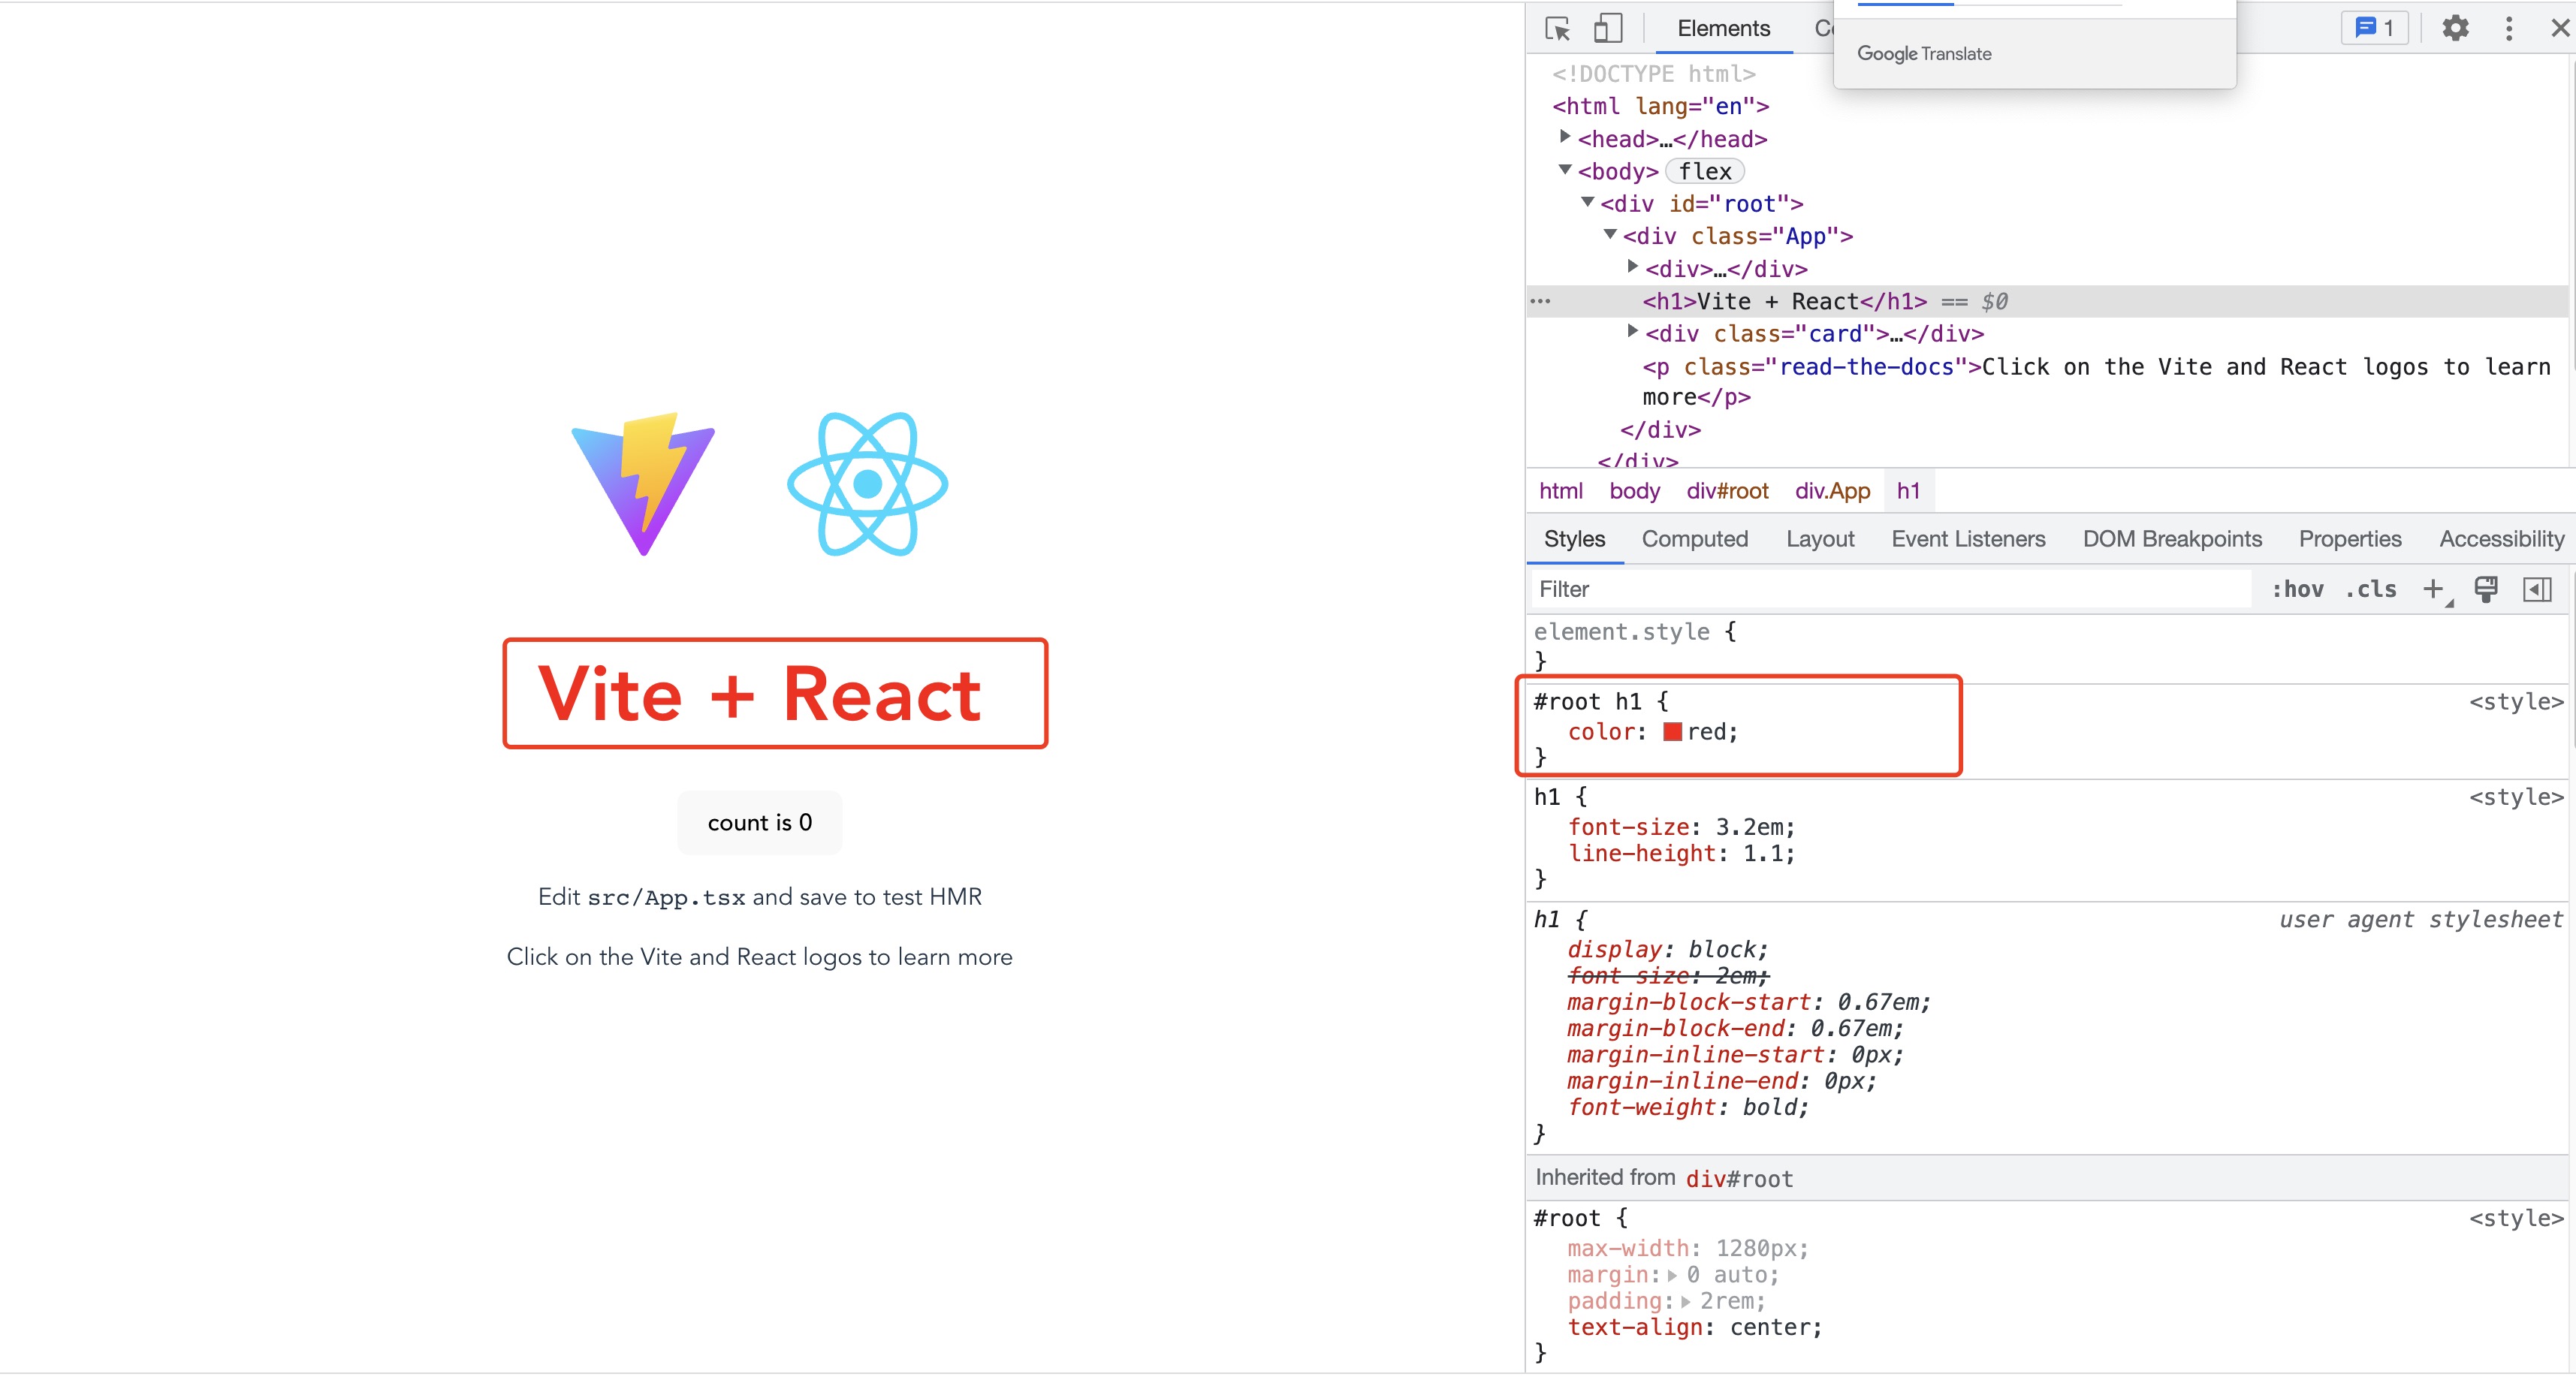 Vite + React
count is 0
Edit src/App.tsx and save to test HMR
Click on the Vite and React logos to learn more
Elements
Google Translate
1
<!DOCTYPE html>
<html lang="en">
<head>…</head>
<body> flex
<div id="root">
<div class="App">
<div>…</div>
<h1>Vite + React</h1> == $0
<div class="card">…</div>
<p class="read-the-docs">Click on the Vite and React logos to learn
more</p>
</div>
</div>
html body div#root div.App h1
Styles Computed Layout Event Listeners DOM Breakpoints Properties Accessibility
Filter :hov .cls
element.style {
}
#root h1 { <style>
color: red;
}
h1 { <style>
font-size: 3.2em;
line-height: 1.1;
}
h1 { user agent stylesheet
display: block;
font-size: 2em;
margin-block-start: 0.67em;
margin-block-end: 0.67em;
margin-inline-start: 0px;
margin-inline-end: 0px;
font-weight: bold;
}
Inherited from div#root
#root { <style>
max-width: 1280px;
margin: 0 auto;
padding: 2rem;
text-align: center;
}